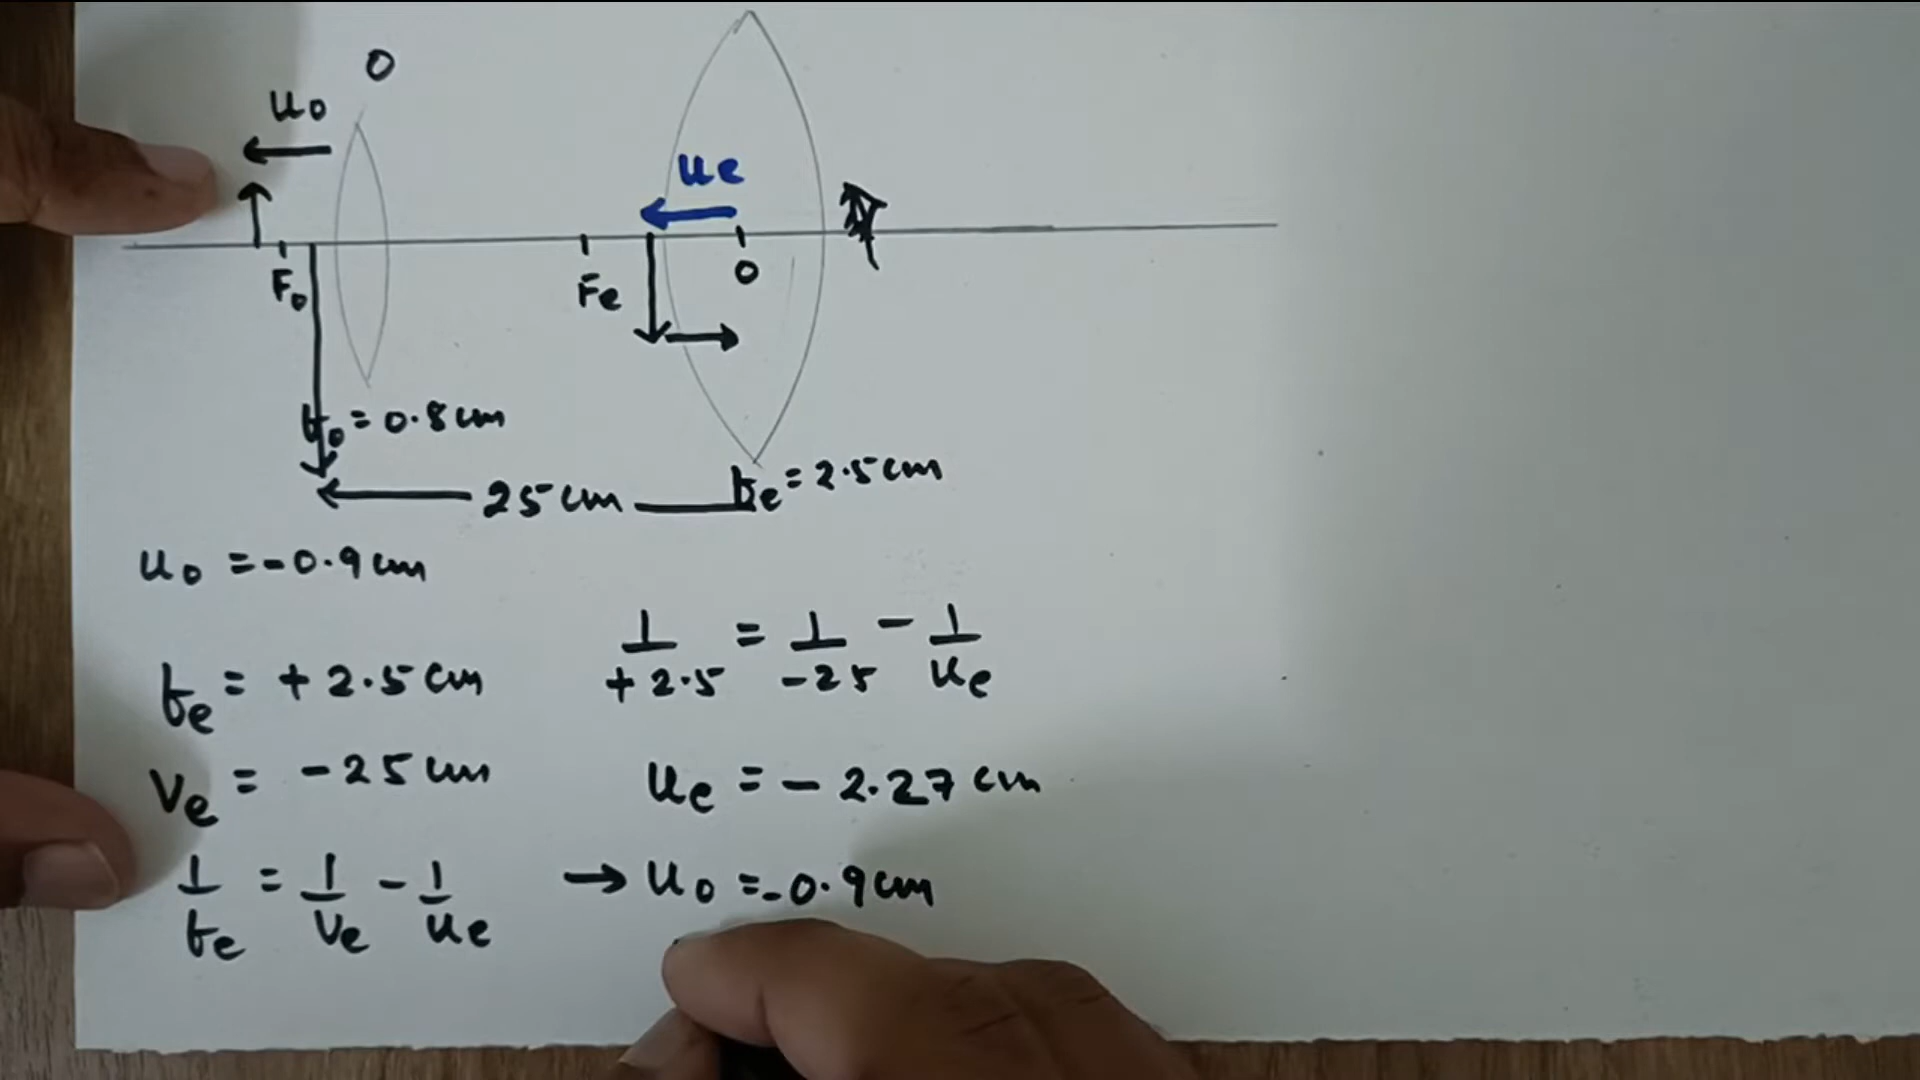 O
u₀
ue
F₀
Fe
O
f₀ = 0.8 cm
fe = 2.5 cm
25 cm
u₀ = -0.9 cm
1/+2.5 = 1/-25 - 1/ue
fe = +2.5 cm
ve = -25 cm
ue = -2.27 cm
1/fe = 1/ve - 1/ue
→ u₀ = -0.9 cm